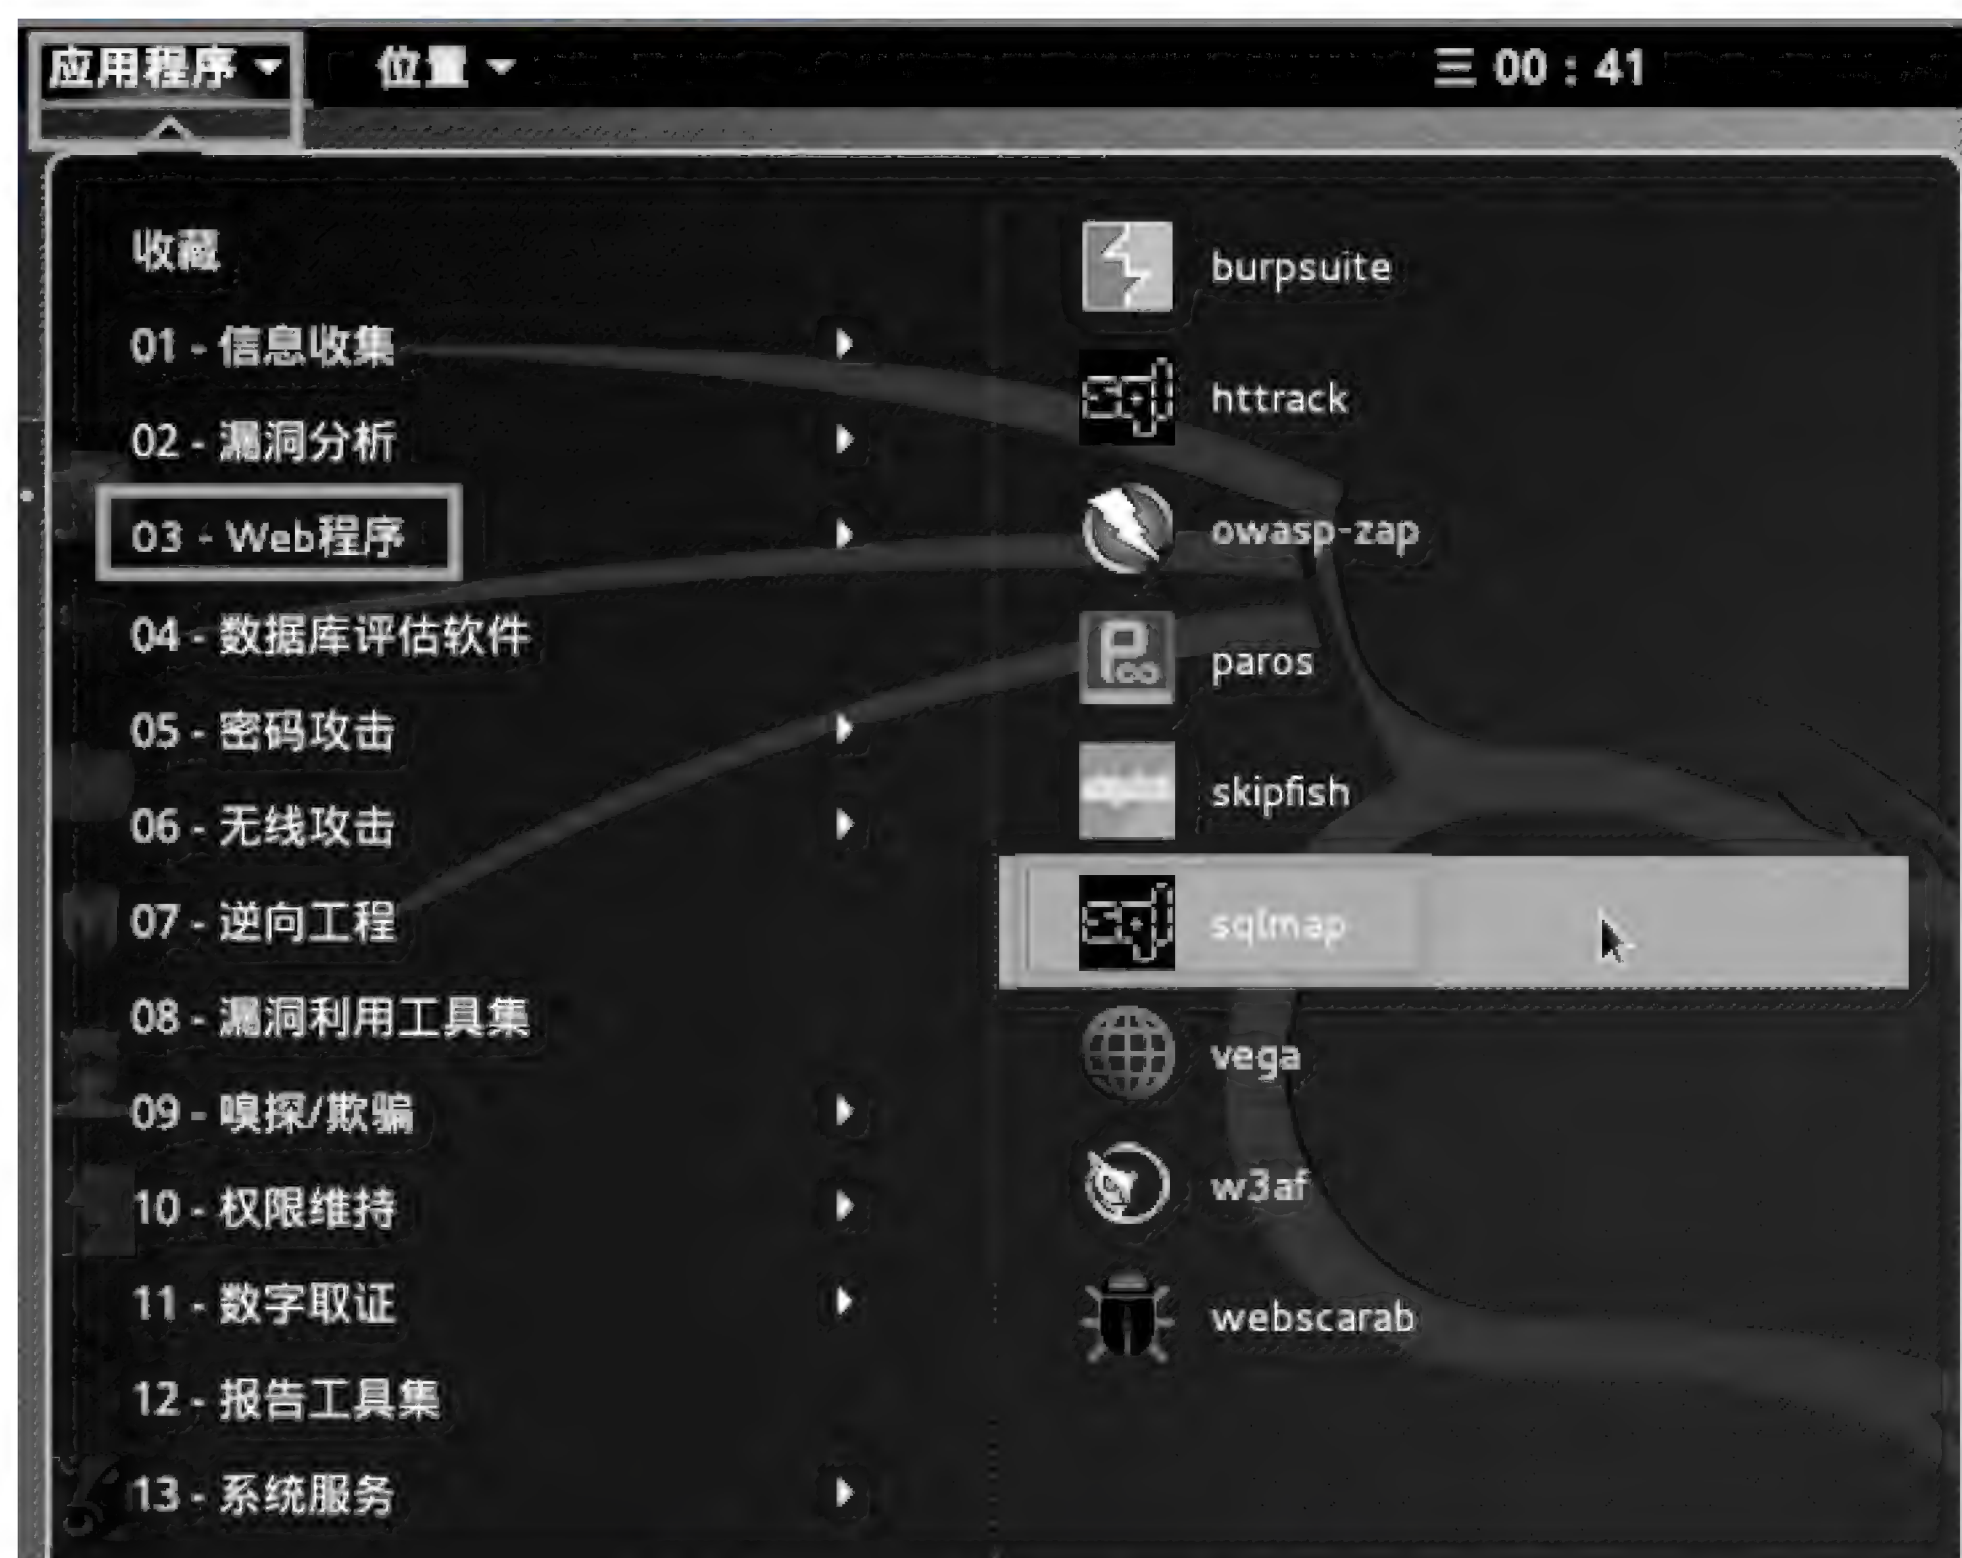 应用程序 位置 三 00 : 41
收藏
01 - 信息收集
02 - 漏洞分析
03 - Web程序
04 - 数据库评估软件
05 - 密码攻击
06 - 无线攻击
07 - 逆向工程
08 - 漏洞利用工具集
09 - 嗅探/欺骗
10 - 权限维持
11 - 数字取证
12 - 报告工具集
13 - 系统服务
burpsuite
httrack
owasp-zap
paros
skipfish
sqlmap
vega
w3af
webscarab